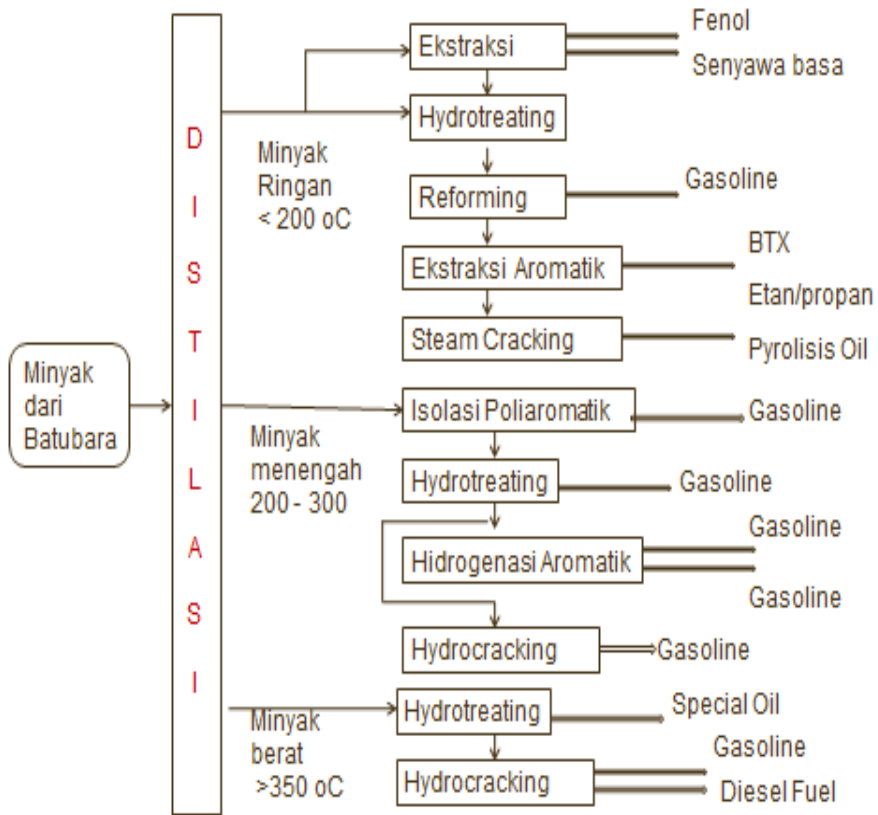 Minyak
dari
Batubara
D
I
S
T
I
L
A
S
I
Minyak
Ringan
< 200 oC
Ekstraksi
Fenol
Senyawa basa
Hydrotreating
Reforming
Gasoline
Ekstraksi Aromatik
BTX
Etan/propan
Steam Cracking
Pyrolisis Oil
Minyak
menengah
200 - 300
Isolasi Poliaromatik
Gasoline
Hydrotreating
Gasoline
Hidrogenasi Aromatik
Gasoline
Gasoline
Hydrocracking
Gasoline
Minyak
berat
>350 oC
Hydrotreating
Special Oil
Hydrocracking
Gasoline
Diesel Fuel